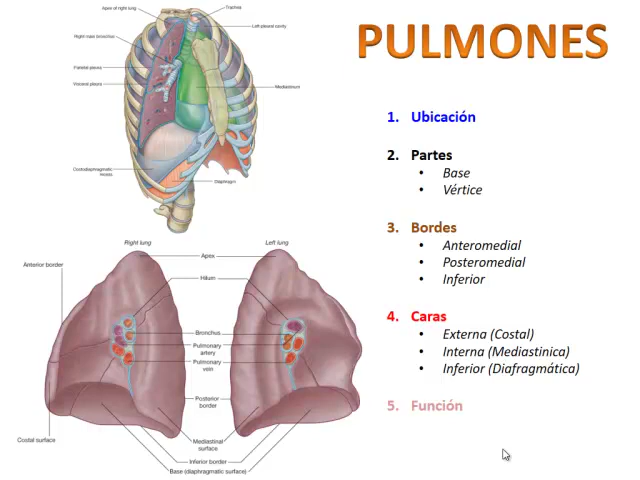 Apex of right lung
Trachea
Left pleural cavity
Right main bronchus
Parietal pleura
Visceral pleura
Mediastinum
Costodiaphragmatic
recess
Diaphragm
PULMONES
1. Ubicación
2. Partes
• Base
• Vértice
3. Bordes
• Anteromedial
• Posteromedial
• Inferior
4. Caras
• Externa (Costal)
• Interna (Mediastinica)
• Inferior (Diafragmática)
5. Función
Right lung
Left lung
Anterior border
Apex
Hilum
Bronchus
Pulmonary
artery
Pulmonary
vein
Posterior
border
Costal surface
Mediastinal
surface
Inferior border
Base (diaphragmatic surface)